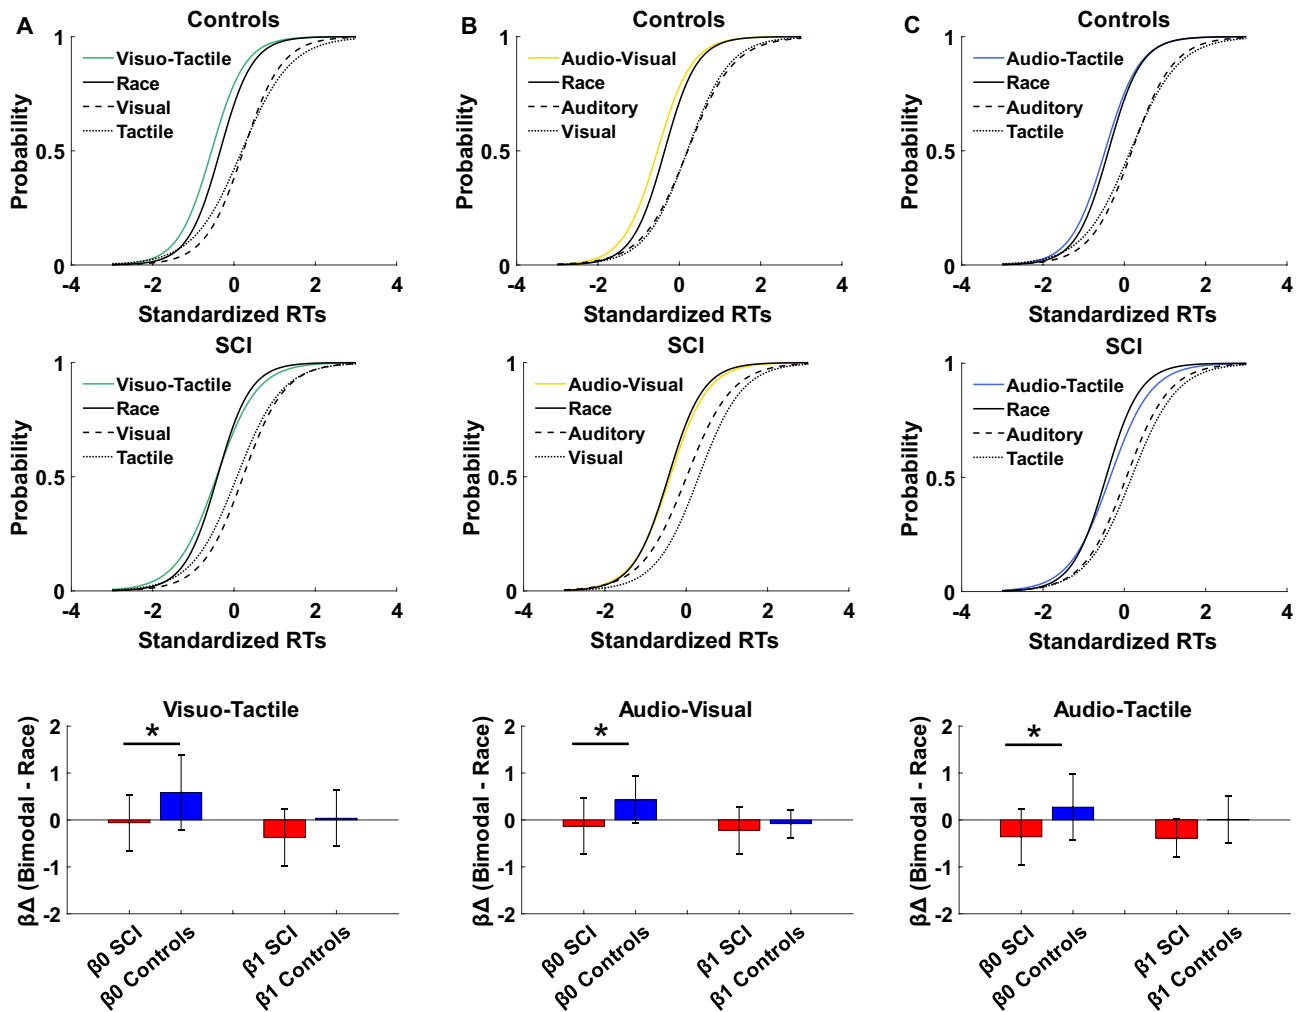 A
Controls
Visuo-Tactile
Race
Visual
Tactile
Probability
1
0.5
0
-4
-2
0
2
4
Standardized RTs
B
Controls
Audio-Visual
Race
Auditory
Visual
Probability
1
0.5
0
-4
-2
0
2
4
Standardized RTs
C
Controls
Audio-Tactile
Race
Auditory
Tactile
Probability
1
0.5
0
-4
-2
0
2
4
Standardized RTs
SCI
Visuo-Tactile
Race
Visual
Tactile
Probability
1
0.5
0
-4
-2
0
2
4
Standardized RTs
SCI
Audio-Visual
Race
Auditory
Visual
Probability
1
0.5
0
-4
-2
0
2
4
Standardized RTs
SCI
Audio-Tactile
Race
Auditory
Tactile
Probability
1
0.5
0
-4
-2
0
2
4
Standardized RTs
Visuo-Tactile
*
βΔ (Bimodal - Race)
2
1
0
-1
-2
β0 SCI
β0 Controls
β1 SCI
β1 Controls
Audio-Visual
*
βΔ (Bimodal - Race)
2
1
0
-1
-2
β0 SCI
β0 Controls
β1 SCI
β1 Controls
Audio-Tactile
*
βΔ (Bimodal - Race)
2
1
0
-1
-2
β0 SCI
β0 Controls
β1 SCI
β1 Controls